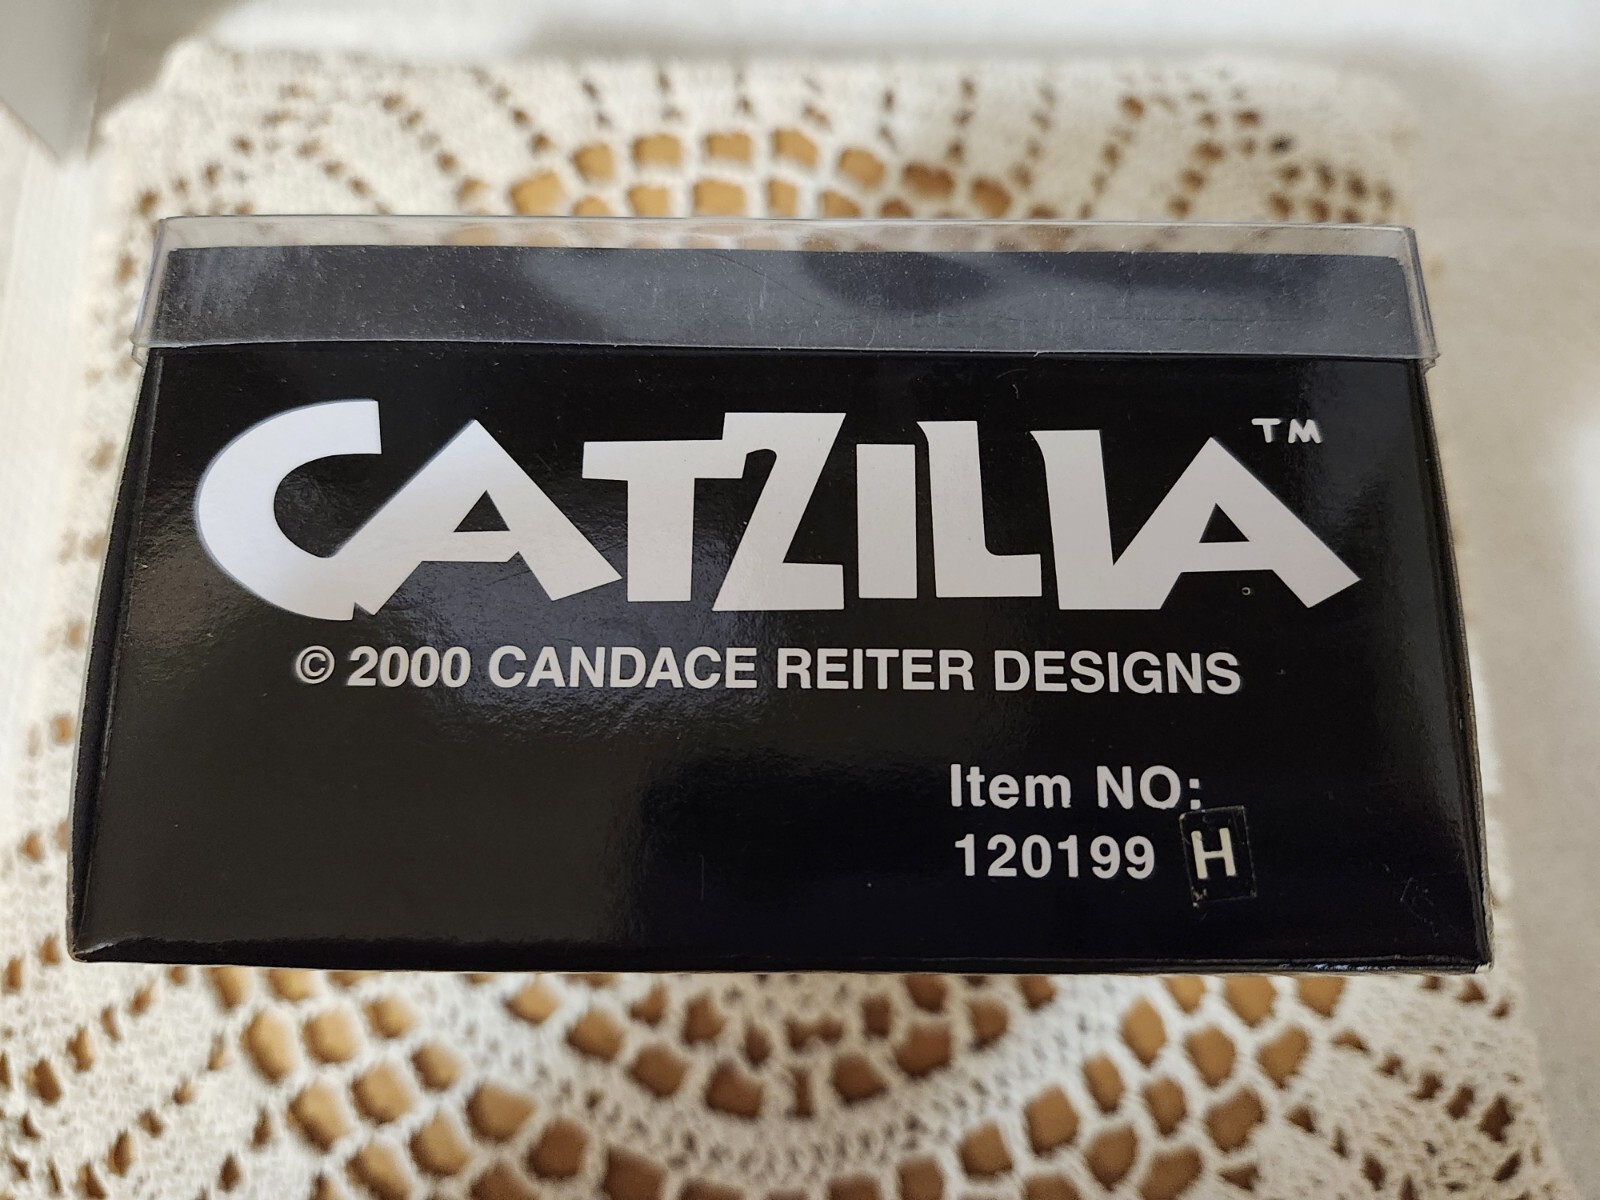 CATZILLA™
© 2000 CANDACE REITER DESIGNS
Item NO:
120199 H